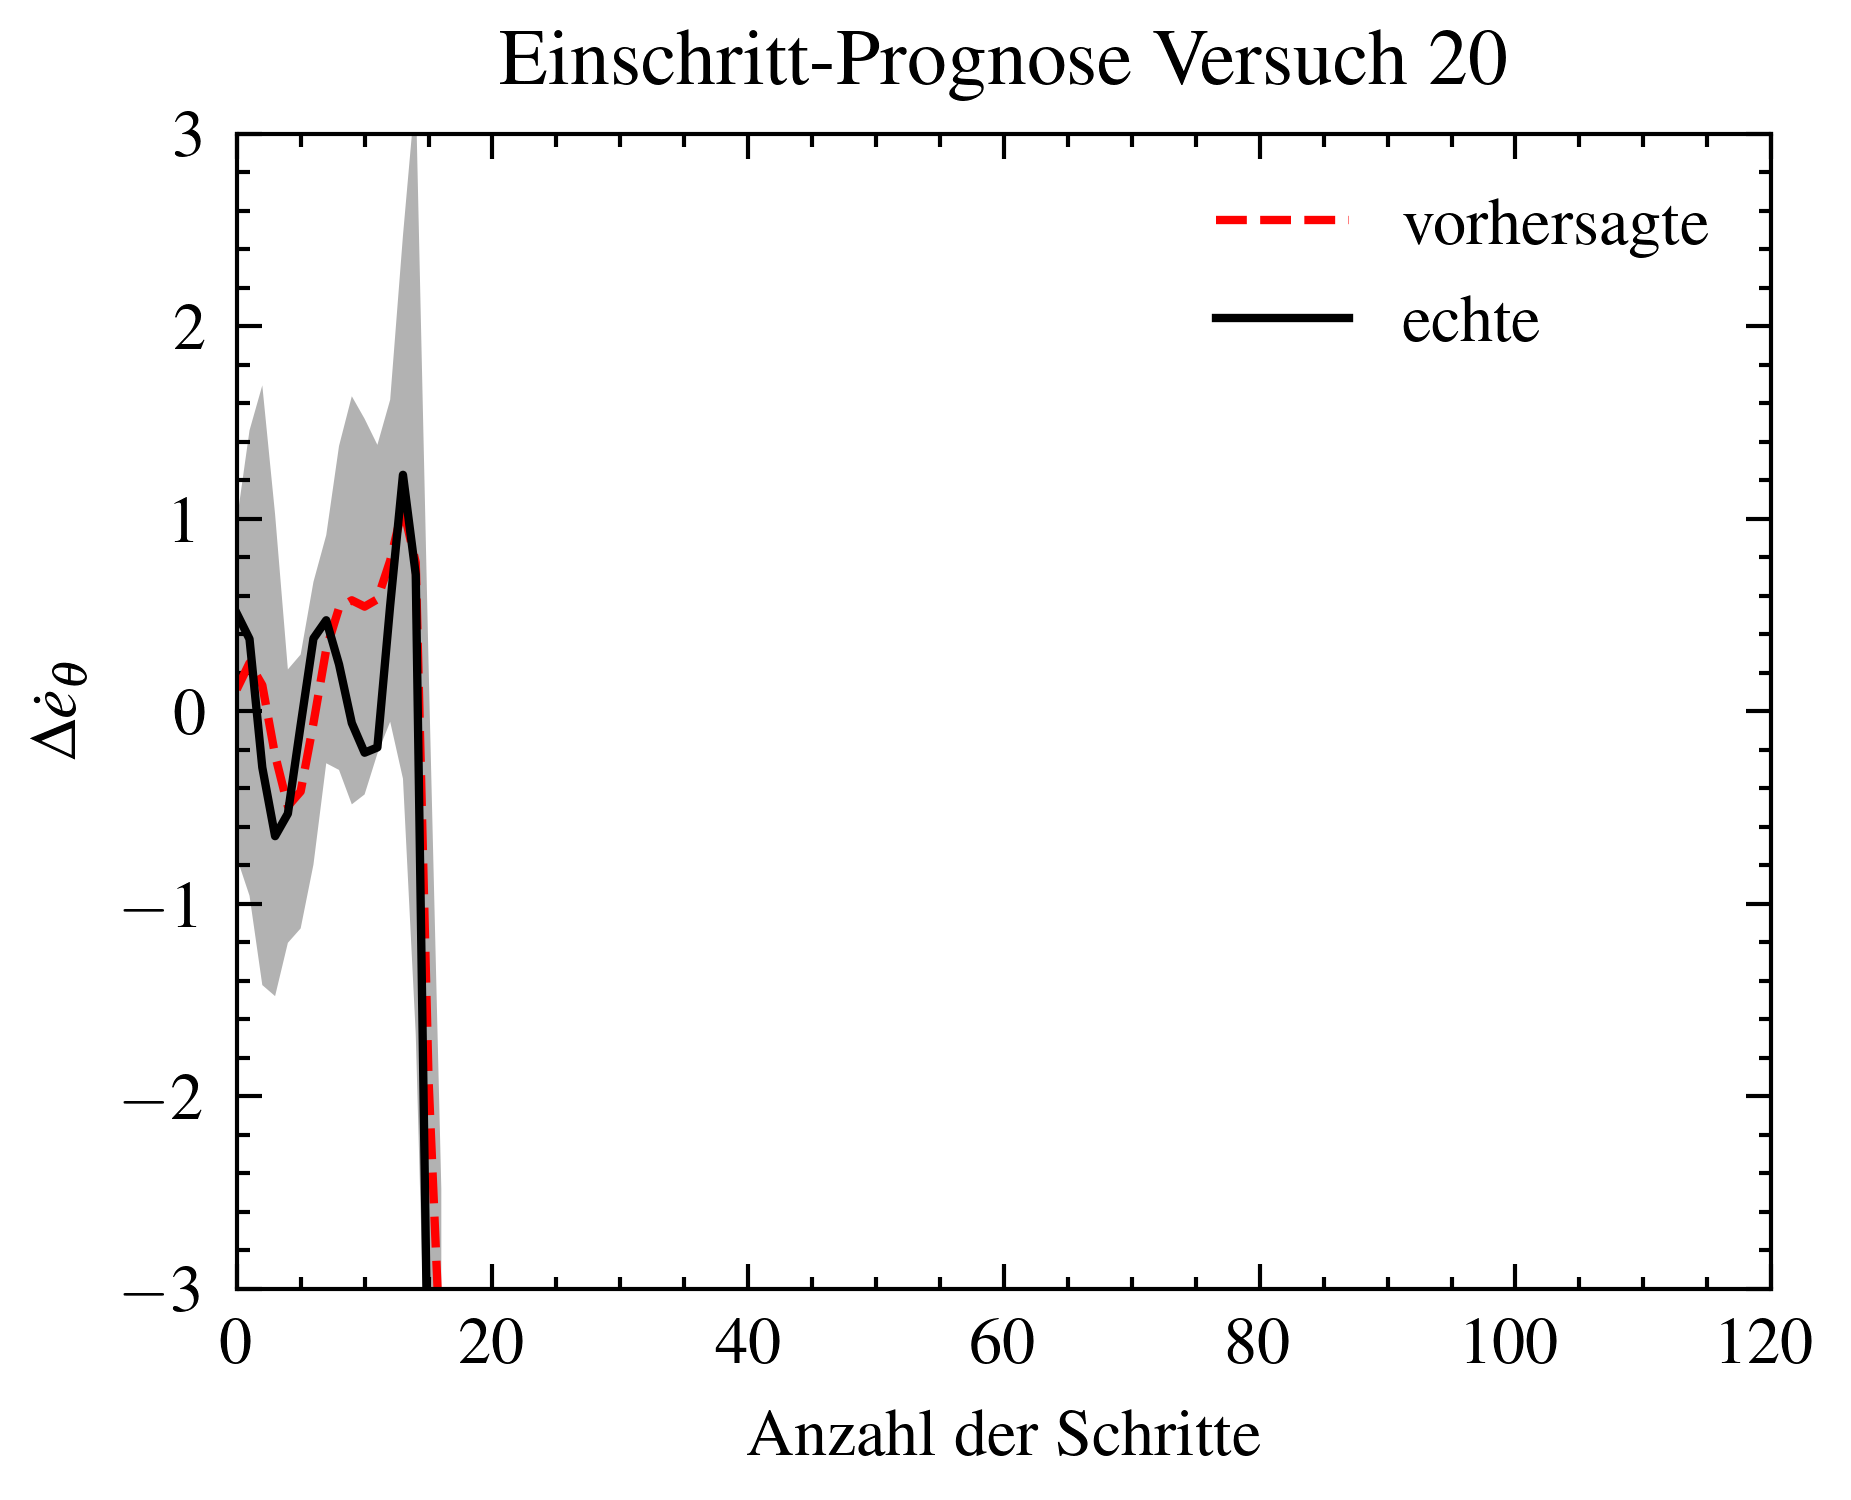 Einschritt-Prognose Versuch 20
3
2
1
0
−1
−2
−3
Δė_θ
vorhersagte
echte
0 20 40 60 80 100 120
Anzahl der Schritte